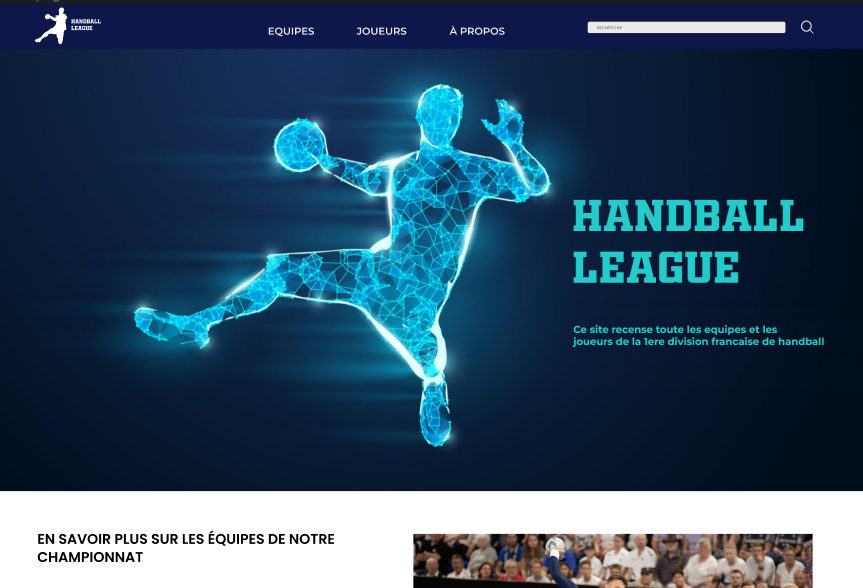 HANDBALL
LEAGUE
EQUIPES
JOUEURS
À PROPOS
RECHERCHER
HANDBALL
LEAGUE
Ce site recense toute les equipes et les
joueurs de la 1ere division francaise de handball
EN SAVOIR PLUS SUR LES ÉQUIPES DE NOTRE
CHAMPIONNAT